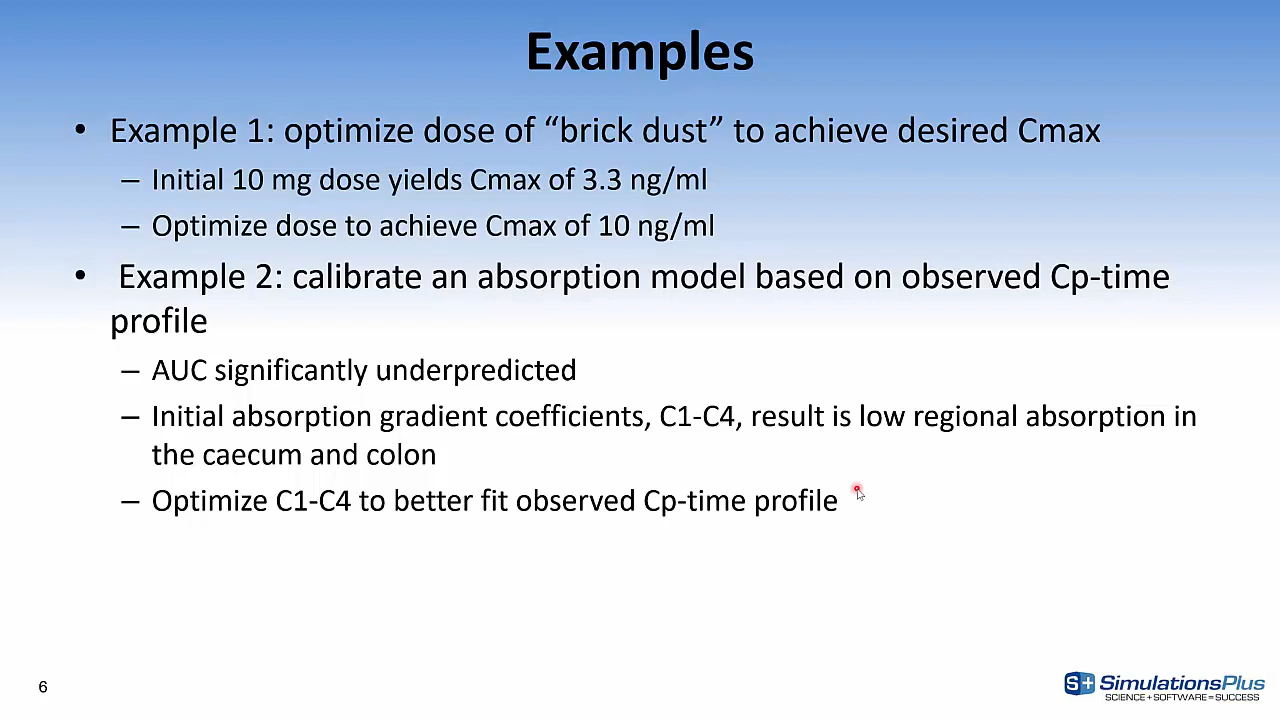 Examples
• Example 1: optimize dose of “brick dust” to achieve desired Cmax
– Initial 10 mg dose yields Cmax of 3.3 ng/ml
– Optimize dose to achieve Cmax of 10 ng/ml
• Example 2: calibrate an absorption model based on observed Cp-time
profile
– AUC significantly underpredicted
– Initial absorption gradient coefficients, C1-C4, result is low regional absorption in
the caecum and colon
– Optimize C1-C4 to better fit observed Cp-time profile
6
S+ SimulationsPlus
SCIENCE+SOFTWARE=SUCCESS